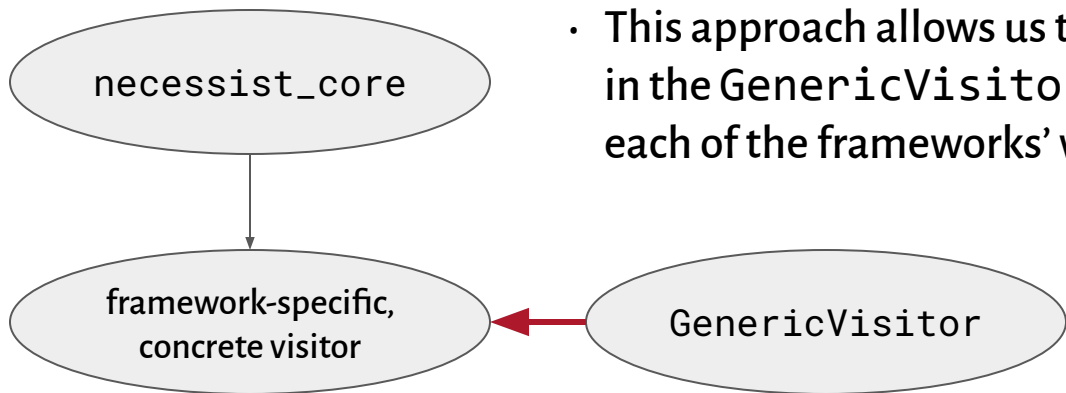 necessist_core
• This approach allows us t
in the GenericVisito
each of the frameworks’
framework-specific,
concrete visitor
GenericVisitor